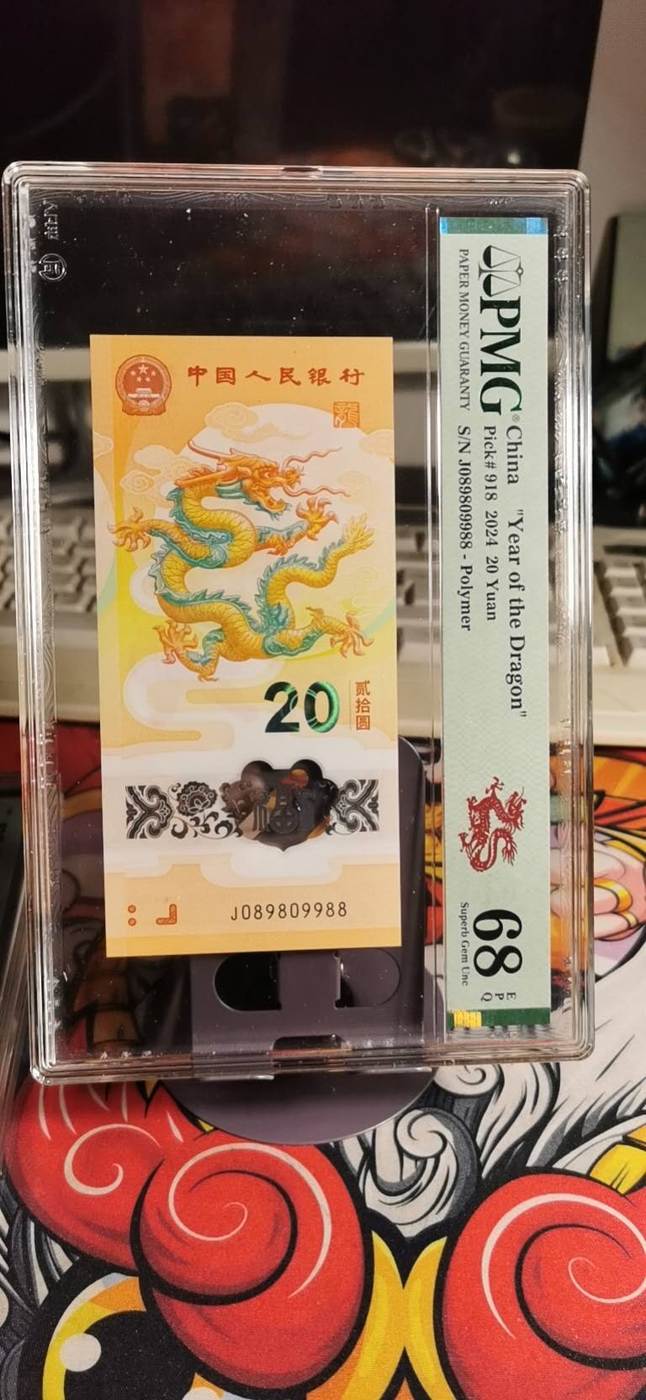 中国人民银行
20
贰拾圆
J089809988
PMG
PAPER MONEY GUARANTY
China "Year of the Dragon"
Pick# 918 2024 20 Yuan
S/N J089809988 - Polymer
68
EPQ
Superb Gem Unc